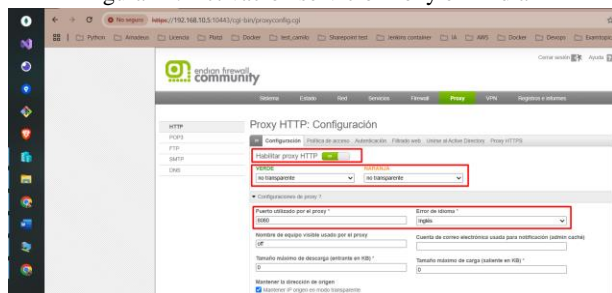 No seguro https://192.168.10.5:10443/cgi-bin/proxyconfig.cgi
Python Amadeus Licencia Platzi Docker test_camilo Sharepoint test Jenkins container IA AWS Docker Devops
endian firewall community
Cerrar sesión Ayuda
Sistema Estado Red Servicios Firewall Proxy VPN Registros e informes
HTTP
POP3
FTP
SMTP
DNS
Proxy HTTP: Configuración
Configuración Política de acceso Autenticación Filtrado web Unirse al Active Directory Proxy HTTPS
Habilitar proxy HTTP
VERDE NARANJA
no transparente no transparente
Configuraciones de proxy
Puerto utilizado por el proxy * Error de idioma *
8080 Inglés
Nombre de equipo visible usado por el proxy Cuenta de correo electrónico usada para notificación (admin caché)
off
Tamaño máximo de descarga (entrante en KB) * Tamaño máximo de carga (saliente en KB) *
0 0
Mantener la dirección de origen
Mantener IP origen en modo transparente